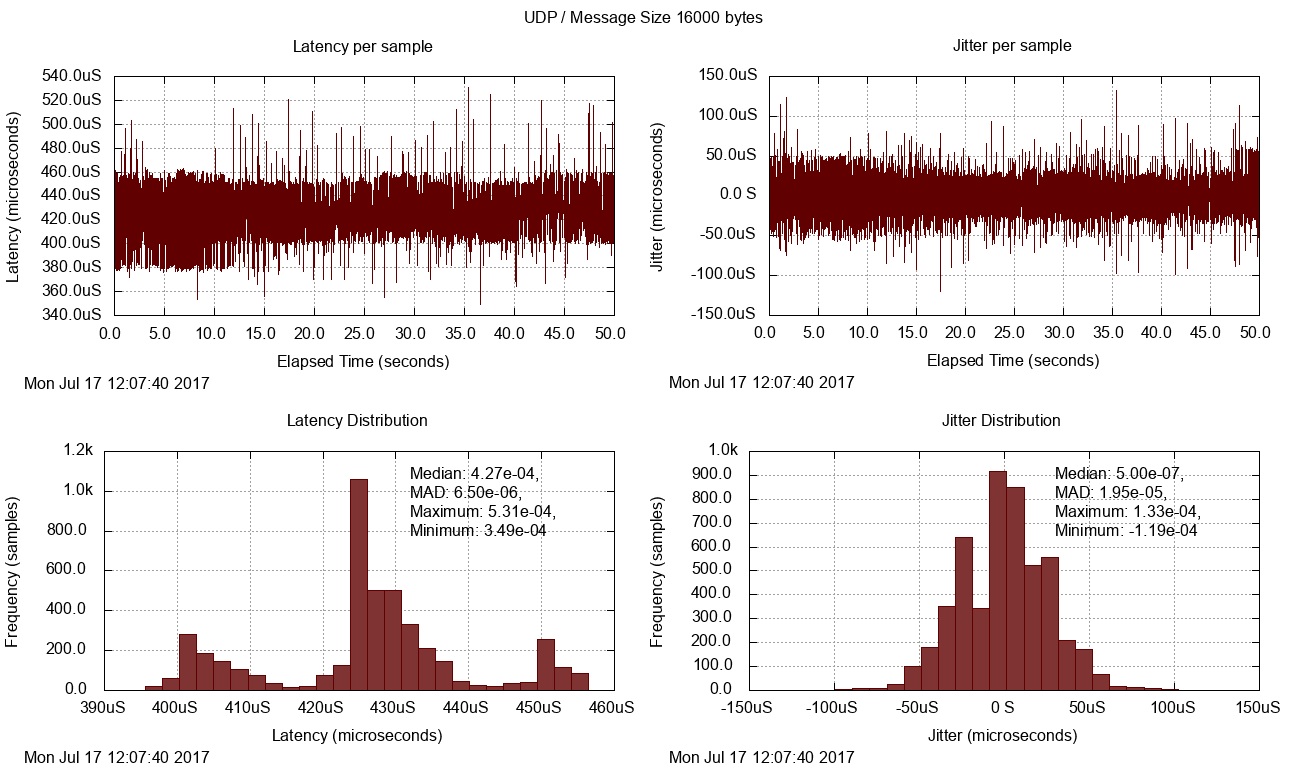 UDP / Message Size 16000 bytes
Latency per sample
540.0uS
520.0uS
500.0uS
480.0uS
460.0uS
440.0uS
420.0uS
400.0uS
380.0uS
360.0uS
340.0uS
Latency (microseconds)
0.0 5.0 10.0 15.0 20.0 25.0 30.0 35.0 40.0 45.0 50.0
Elapsed Time (seconds)
Mon Jul 17 12:07:40 2017
Jitter per sample
150.0uS
100.0uS
50.0uS
0.0 S
-50.0uS
-100.0uS
-150.0uS
Jitter (microseconds)
0.0 5.0 10.0 15.0 20.0 25.0 30.0 35.0 40.0 45.0 50.0
Elapsed Time (seconds)
Mon Jul 17 12:07:40 2017
Latency Distribution
1.2k
1.0k
800.0
600.0
400.0
200.0
0.0
Frequency (samples)
Median: 4.27e-04,
MAD: 6.50e-06,
Maximum: 5.31e-04,
Minimum: 3.49e-04
390uS 400uS 410uS 420uS 430uS 440uS 450uS 460uS
Latency (microseconds)
Mon Jul 17 12:07:40 2017
Jitter Distribution
1.0k
900.0
800.0
700.0
600.0
500.0
400.0
300.0
200.0
100.0
0.0
Frequency (samples)
Median: 5.00e-07,
MAD: 1.95e-05,
Maximum: 1.33e-04,
Minimum: -1.19e-04
-150uS -100uS -50uS 0 S 50uS 100uS 150uS
Jitter (microseconds)
Mon Jul 17 12:07:40 2017